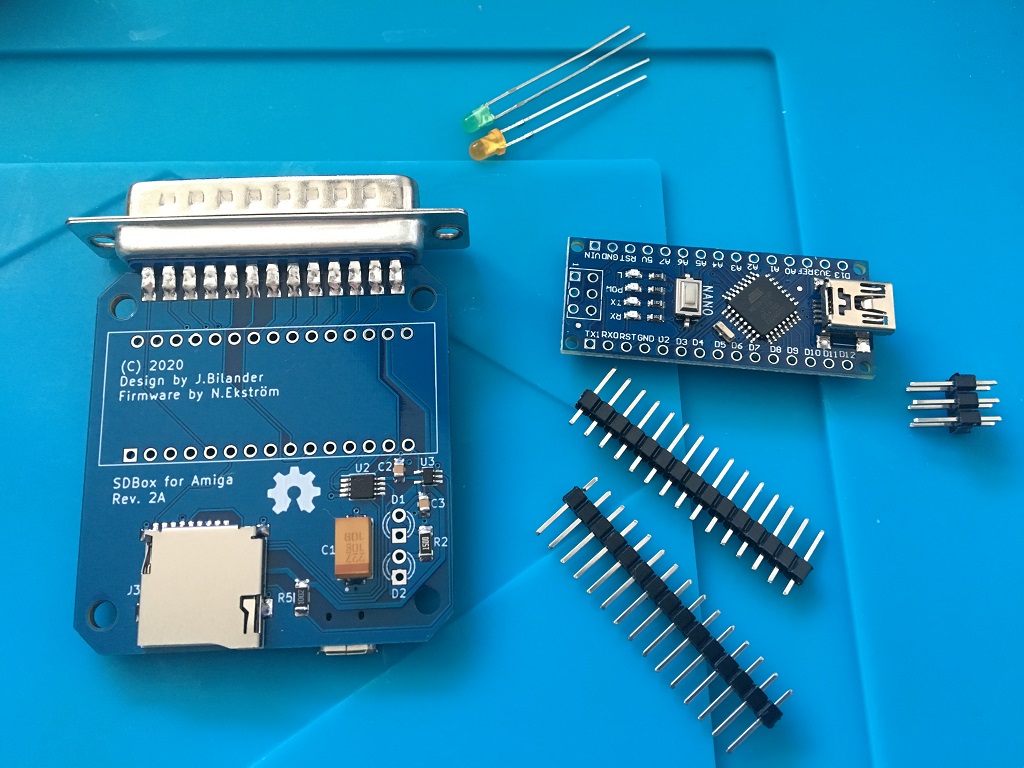 (C) 2020
Design by J.Bilander
Firmware by N.Ekström
SDBox for Amiga
Rev. 2A
U2
C2
U3
D1
C3
C1
R2
D2
J3
R5
1002
VIN GND RST 5V A7 A6 A5 A4 A3 A2 A1 A0 REF 3V3 D13
1
L
POW
TX
RX
NANO
TX1 RX0 RST GND D2 D3 D4 D5 D6 D7 D8 D9 D10 D11 D12